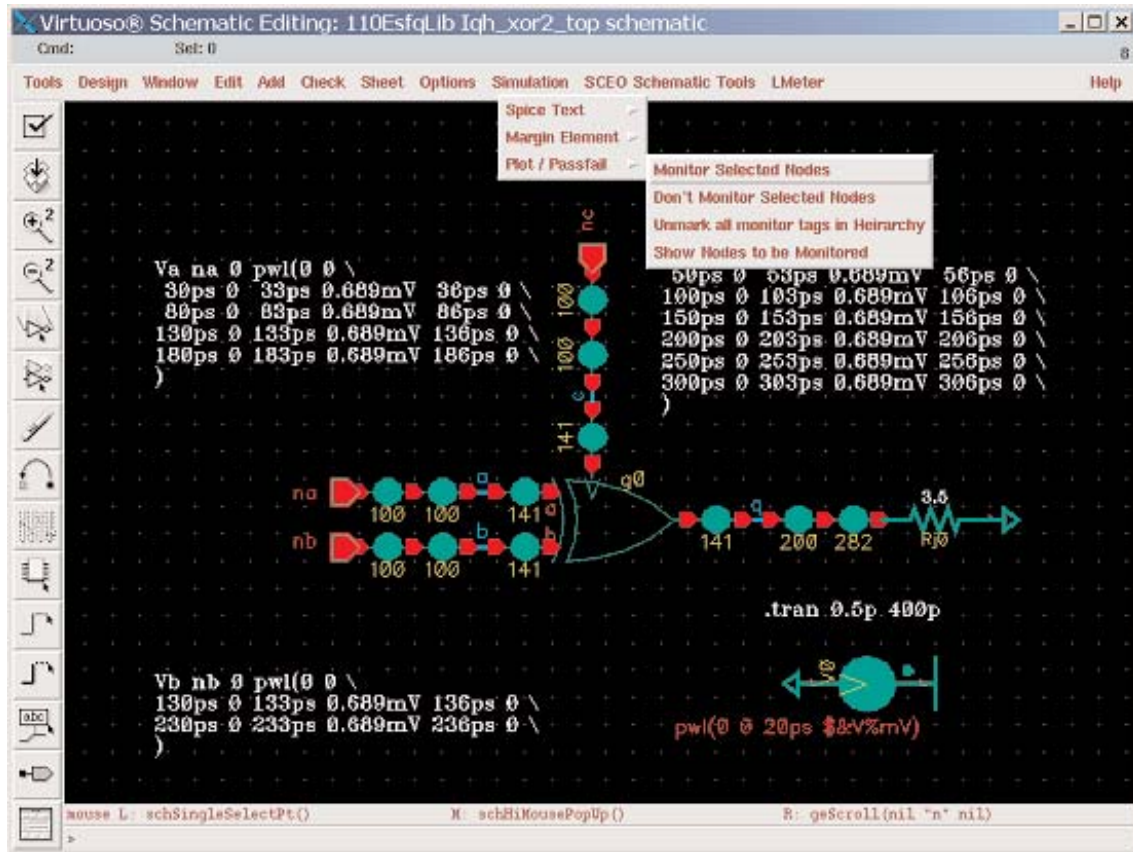 Virtuoso® Schematic Editing: 110EsfqLib Iqh_xor2_top schematic
Cmd: Sel: 0
8
Tools Design Window Edit Add Check Sheet Options Simulation SCEO Schematic Tools LMeter Help
Spice Text
Margin Element
Plot / Passfail
Monitor Selected Nodes
Don't Monitor Selected Nodes
Unmark all monitor tags in Heirarchy
Show Nodes to be Monitored
2
2
abc
nc
100
100
c
141
Va na 0 pwl(0 0 \
30ps 0 33ps 0.689mV 36ps 0 \
80ps 0 83ps 0.689mV 86ps 0 \
130ps 0 133ps 0.689mV 136ps 0 \
180ps 0 183ps 0.689mV 186ps 0 \
)
50ps 0 53ps 0.689mV 56ps 0 \
100ps 0 103ps 0.689mV 106ps 0 \
150ps 0 153ps 0.689mV 156ps 0 \
200ps 0 203ps 0.689mV 206ps 0 \
250ps 0 253ps 0.689mV 256ps 0 \
300ps 0 303ps 0.689mV 306ps 0 \
)
g0
na a a
100 100 141
nb b b
100 100 141
q 3.5
141 200 282 Rj0
.tran 0.5p 400p
Vb nb 0 pwl(0 0 \
130ps 0 133ps 0.689mV 136ps 0 \
230ps 0 233ps 0.689mV 236ps 0 \
)
pwl(0 0 20ps $&V%mV)
mouse L: schSingleSelectPt() M: schHiMousePopUp() R: geScroll(nil "n" nil)
>